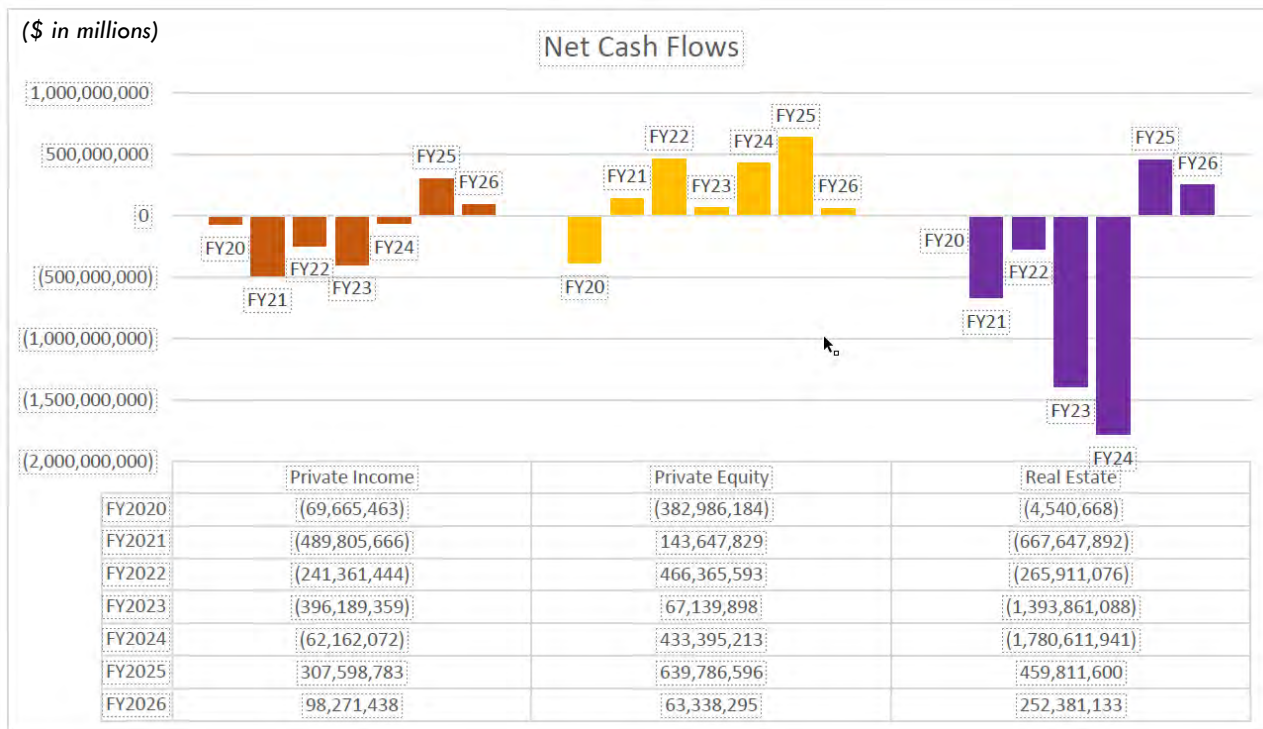 ($ in millions)
Net Cash Flows
1,000,000,000
500,000,000
0
(500,000,000)
(1,000,000,000)
(1,500,000,000)
(2,000,000,000)
FY20
FY21
FY22
FY23
FY24
FY25
FY26
FY20
FY21
FY22
FY23
FY24
FY25
FY26
FY20
FY21
FY22
FY23
FY24
FY25
FY26
Private Income Private Equity Real Estate
FY2020 (69,665,463) (382,986,184) (4,540,668)
FY2021 (489,805,666) 143,647,829 (667,647,892)
FY2022 (241,361,444) 466,365,593 (265,911,076)
FY2023 (396,189,359) 67,139,898 (1,393,861,088)
FY2024 (62,162,072) 433,395,213 (1,780,611,941)
FY2025 307,598,783 639,786,596 459,811,600
FY2026 98,271,438 63,338,295 252,381,133